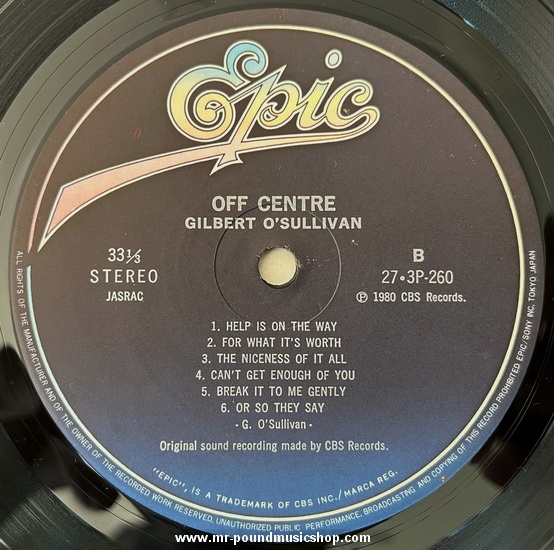 Epic
OFF CENTRE
GILBERT O'SULLIVAN
33⅓
STEREO
JASRAC
B
27•3P-260
Ⓟ 1980 CBS Records.
1. HELP IS ON THE WAY
2. FOR WHAT IT'S WORTH
3. THE NICENESS OF IT ALL
4. CAN'T GET ENOUGH OF YOU
5. BREAK IT TO ME GENTLY
6. OR SO THEY SAY
- G. O'Sullivan -
Original sound recording made by CBS Records.
"EPIC", IS A TRADEMARK OF CBS INC./MARCA REG.
ALL RIGHTS OF THE MANUFACTURER AND OF THE OWNER OF THE RECORDED WORK RESERVED. UNAUTHORIZED PUBLIC PERFORMANCE, BROADCASTING AND COPYING OF THIS RECORD PROHIBITED EPIC/SONY INC. TOKYO JAPAN
www.mr-poundmusicshop.com